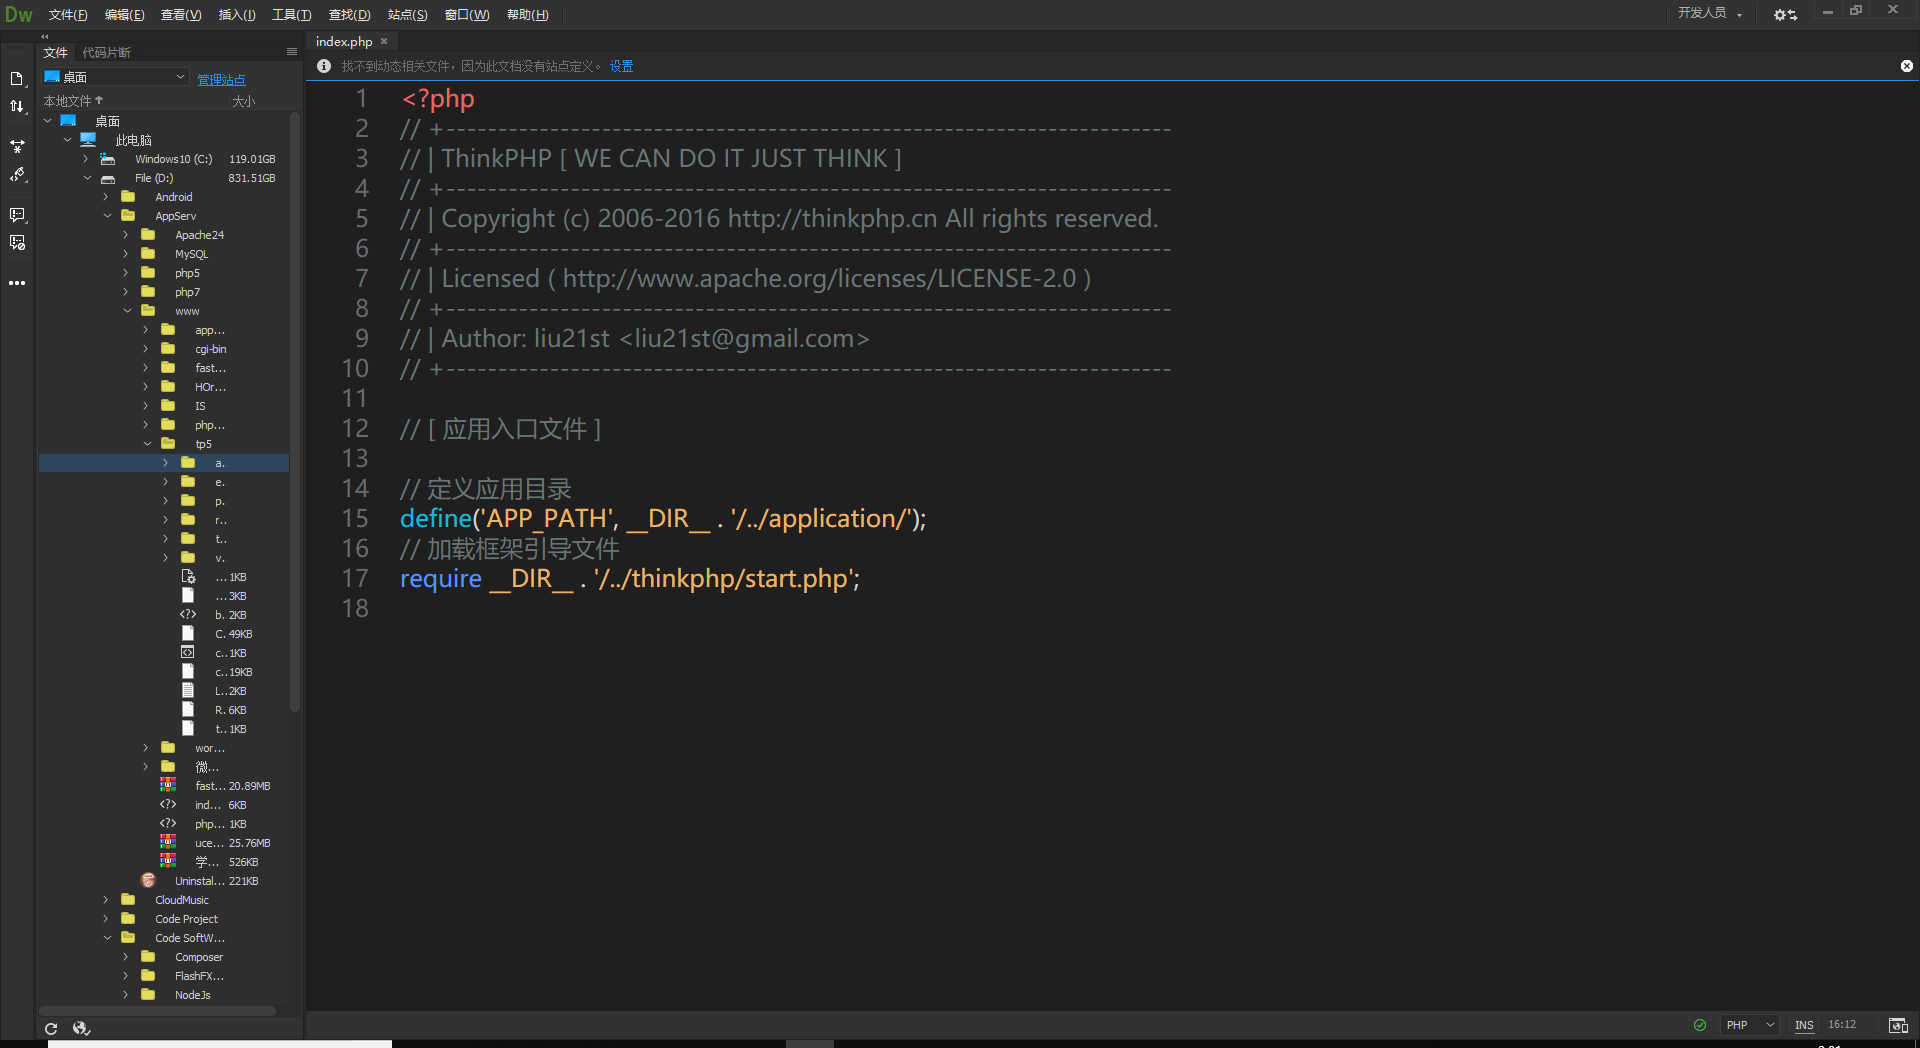 Dw 文件(F) 编辑(E) 查看(V) 插入(I) 工具(T) 查找(D) 站点(S) 窗口(W) 帮助(H) 开发人员
文件 代码片断
桌面 管理站点
本地文件 大小
桌面
此电脑
Windows10 (C:) 119.01GB
File (D:) 831.51GB
Android
AppServ
Apache24
MySQL
php5
php7
www
app...
cgi-bin
fast...
HOr...
IS
php...
tp5
a..
e..
p..
r..
t..
v..
... 1KB
... 3KB
b.. 2KB
C. 49KB
c.. 1KB
c.. 19KB
L.. 2KB
R. 6KB
t.. 1KB
wor...
微...
fast... 20.89MB
ind... 6KB
php... 1KB
uce... 25.76MB
学... 526KB
Uninstal... 221KB
CloudMusic
Code Project
Code SoftW...
Composer
FlashFX...
NodeJs
index.php
找不到动态相关文件，因为此文档没有站点定义。 设置
1 <?php
2 // +----------------------------------------------------------------------
3 // | ThinkPHP [ WE CAN DO IT JUST THINK ]
4 // +----------------------------------------------------------------------
5 // | Copyright (c) 2006-2016 http://thinkphp.cn All rights reserved.
6 // +----------------------------------------------------------------------
7 // | Licensed ( http://www.apache.org/licenses/LICENSE-2.0 )
8 // +----------------------------------------------------------------------
9 // | Author: liu21st <liu21st@gmail.com>
10 // +----------------------------------------------------------------------
11
12 // [ 应用入口文件 ]
13
14 // 定义应用目录
15 define('APP_PATH', __DIR__ . '/../application/');
16 // 加载框架引导文件
17 require __DIR__ . '/../thinkphp/start.php';
18
PHP INS 16:12